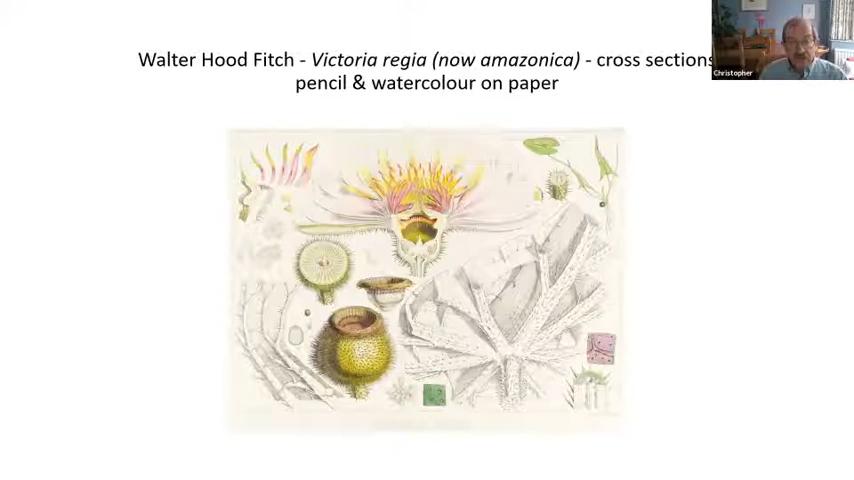 Walter Hood Fitch - Victoria regia (now amazonica) - cross sections
pencil & watercolour on paper
Christopher